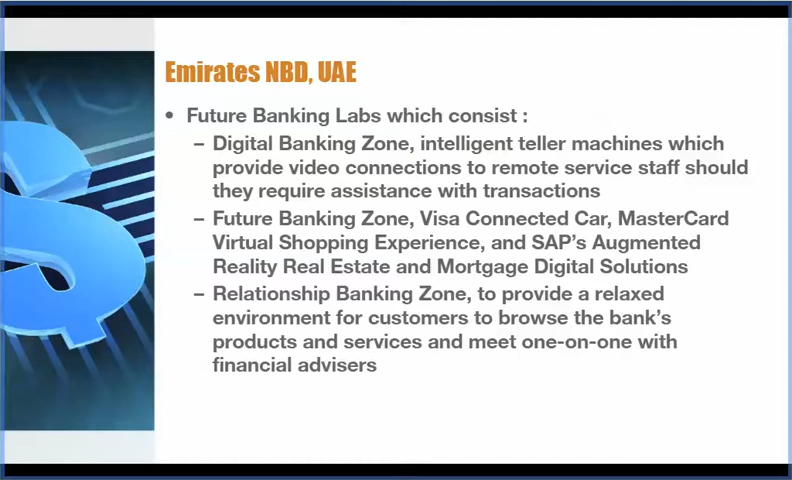 Emirates NBD, UAE
• Future Banking Labs which consist :
– Digital Banking Zone, intelligent teller machines which
provide video connections to remote service staff should
they require assistance with transactions
– Future Banking Zone, Visa Connected Car, MasterCard
Virtual Shopping Experience, and SAP's Augmented
Reality Real Estate and Mortgage Digital Solutions
– Relationship Banking Zone, to provide a relaxed
environment for customers to browse the bank's
products and services and meet one-on-one with
financial advisers